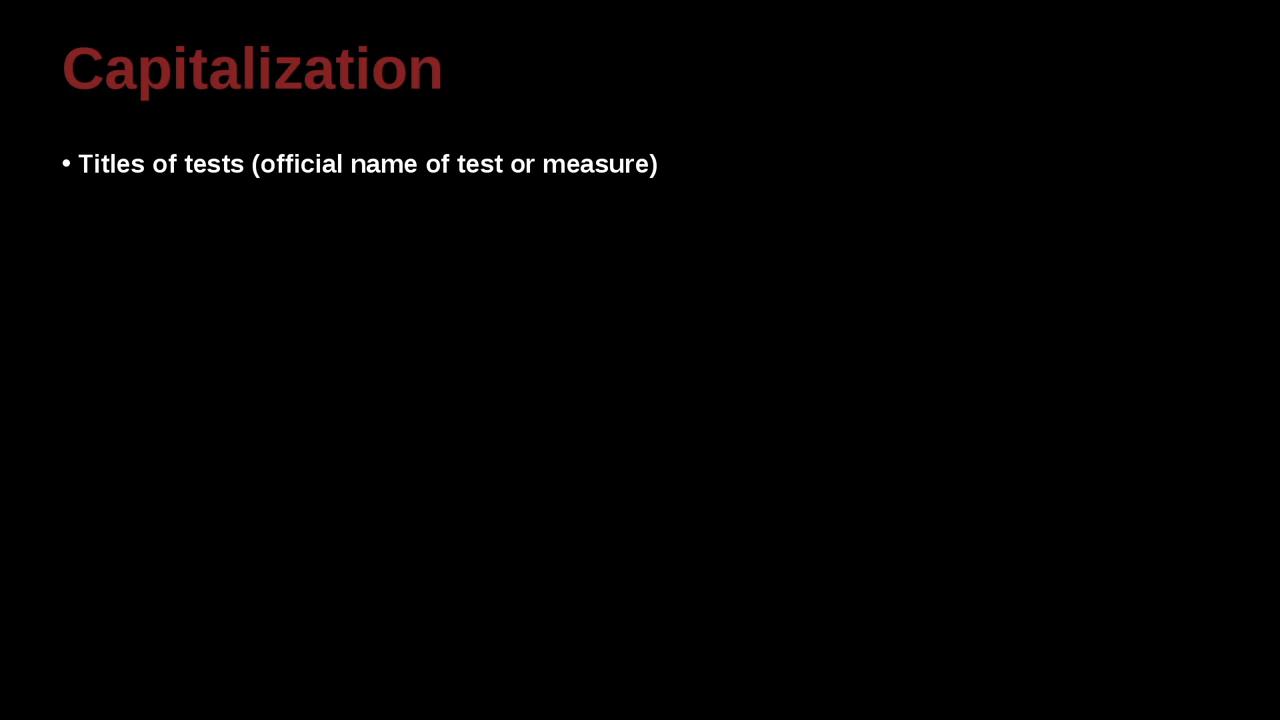 Capitalization
• Titles of tests (official name of test or measure)